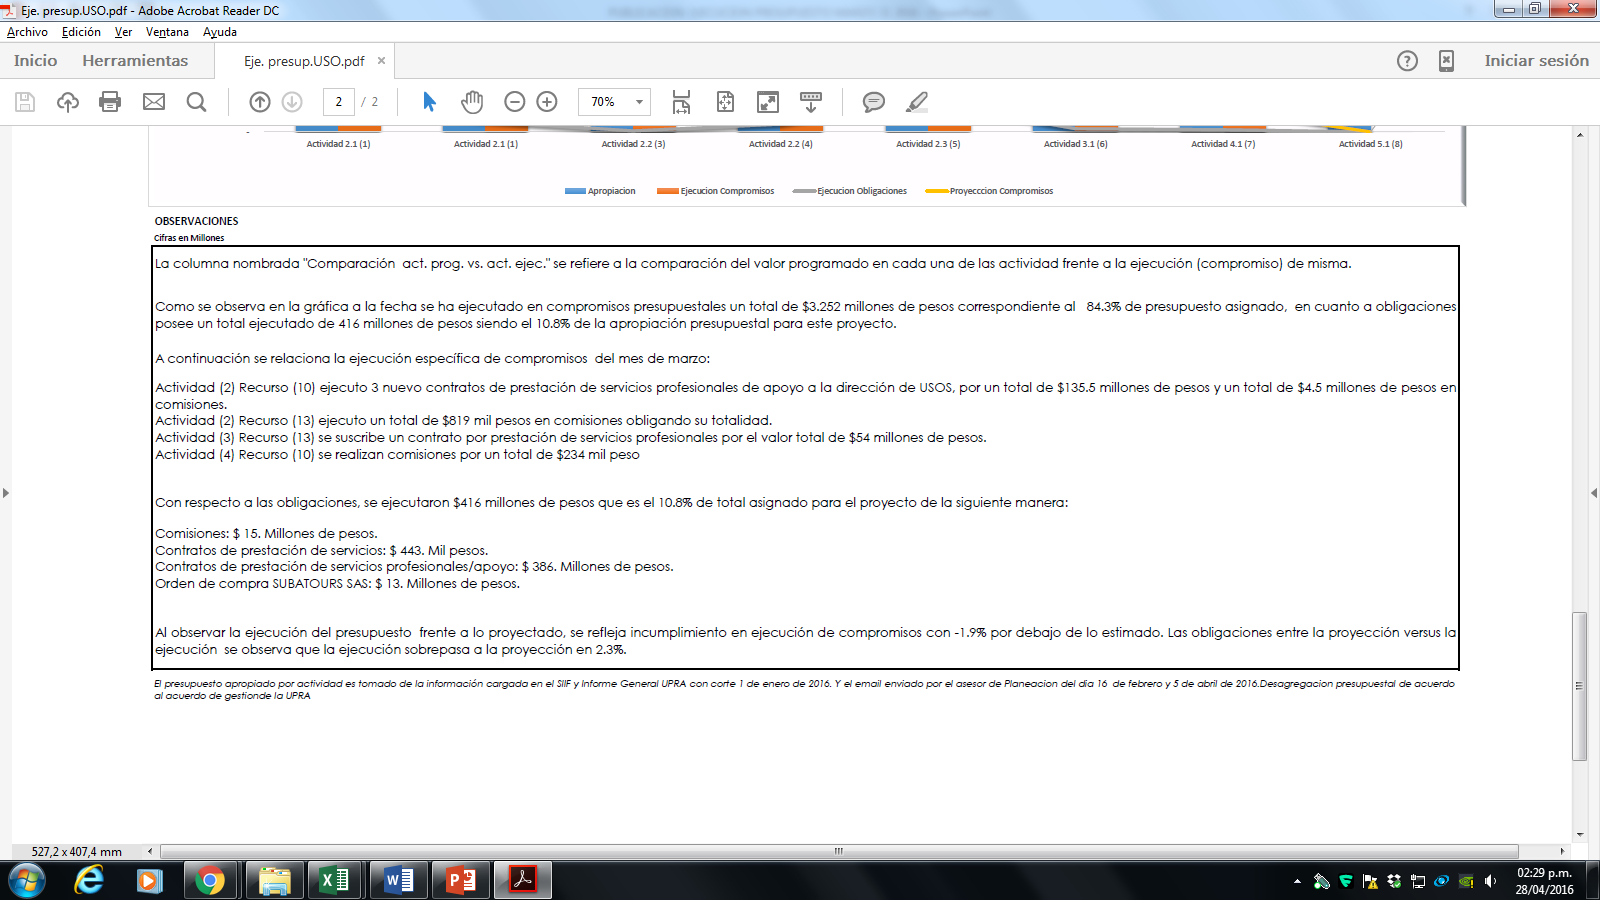 Eje. presup.USO.pdf - Adobe Acrobat Reader DC
Archivo Edición Ver Ventana Ayuda
Inicio Herramientas Eje. presup.USO.pdf × Iniciar sesión
2 / 2 70%
Actividad 2.1 (1) Actividad 2.1 (1) Actividad 2.2 (3) Actividad 2.2 (4) Actividad 2.3 (5) Actividad 3.1 (6) Actividad 4.1 (7) Actividad 5.1 (8)
Apropiacion Ejecucion Compromisos Ejecucion Obligaciones Proyecccion Compromisos
OBSERVACIONES
Cifras en Millones
La columna nombrada "Comparación act. prog. vs. act. ejec." se refiere a la comparación del valor programado en cada una de las actividad frente a la ejecución (compromiso) de misma.
Como se observa en la gráfica a la fecha se ha ejecutado en compromisos presupuestales un total de $3.252 millones de pesos correspondiente al 84.3% de presupuesto asignado, en cuanto a obligaciones
posee un total ejecutado de 416 millones de pesos siendo el 10.8% de la apropiación presupuestal para este proyecto.
A continuación se relaciona la ejecución específica de compromisos del mes de marzo:
Actividad (2) Recurso (10) ejecuto 3 nuevo contratos de prestación de servicios profesionales de apoyo a la dirección de USOS, por un total de $135.5 millones de pesos y un total de $4.5 millones de pesos en
comisiones.
Actividad (2) Recurso (13) ejecuto un total de $819 mil pesos en comisiones obligando su totalidad.
Actividad (3) Recurso (13) se suscribe un contrato por prestación de servicios profesionales por el valor total de $54 millones de pesos.
Actividad (4) Recurso (10) se realizan comisiones por un total de $234 mil peso
Con respecto a las obligaciones, se ejecutaron $416 millones de pesos que es el 10.8% de total asignado para el proyecto de la siguiente manera:
Comisiones: $ 15. Millones de pesos.
Contratos de prestación de servicios: $ 443. Mil pesos.
Contratos de prestación de servicios profesionales/apoyo: $ 386. Millones de pesos.
Orden de compra SUBATOURS SAS: $ 13. Millones de pesos.
Al observar la ejecución del presupuesto frente a lo proyectado, se refleja incumplimiento en ejecución de compromisos con -1.9% por debajo de lo estimado. Las obligaciones entre la proyección versus la
ejecución se observa que la ejecución sobrepasa a la proyección en 2.3%.
El presupuesto apropiado por actividad es tomado de la información cargada en el SIIF y Informe General UPRA con corte 1 de enero de 2016. Y el email enviado por el asesor de Planeacion del dia 16 de febrero y 5 de abril de 2016.Desagregacion presupuestal de acuerdo
al acuerdo de gestionde la UPRA
527,2 x 407,4 mm
02:29 p.m.
28/04/2016